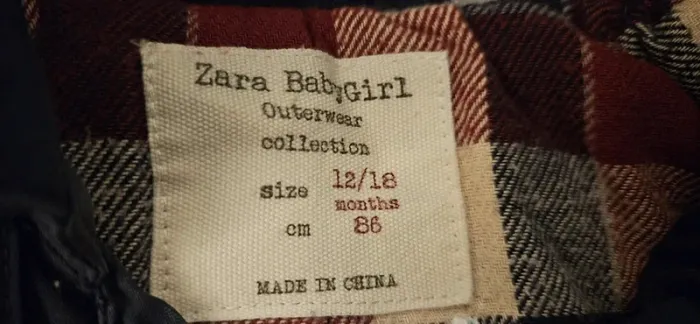 Zara BabyGirl
Outerwear
collection
size 12/18
months
cm 86
MADE IN CHINA